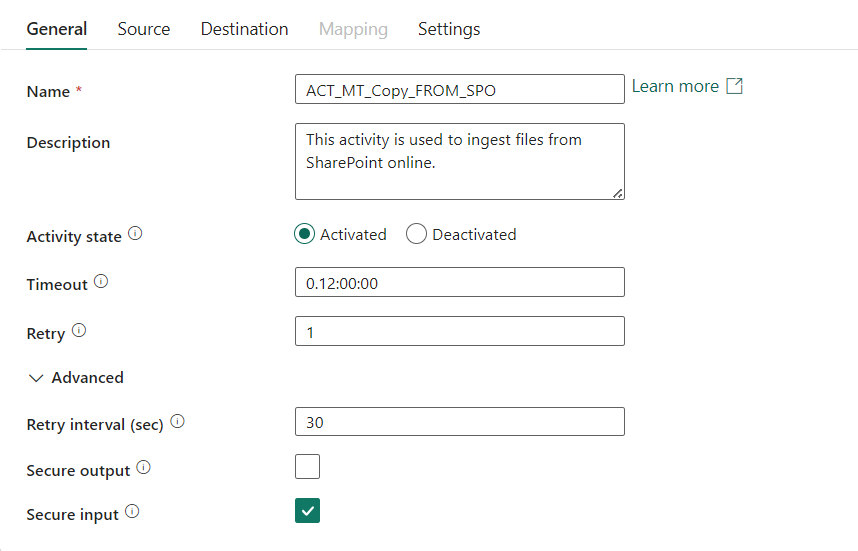 General Source Destination Mapping Settings
Name * ACT_MT_Copy_FROM_SPO Learn more
Description This activity is used to ingest files from
SharePoint online.
Activity state Activated Deactivated
Timeout 0.12:00:00
Retry 1
Advanced
Retry interval (sec) 30
Secure output
Secure input